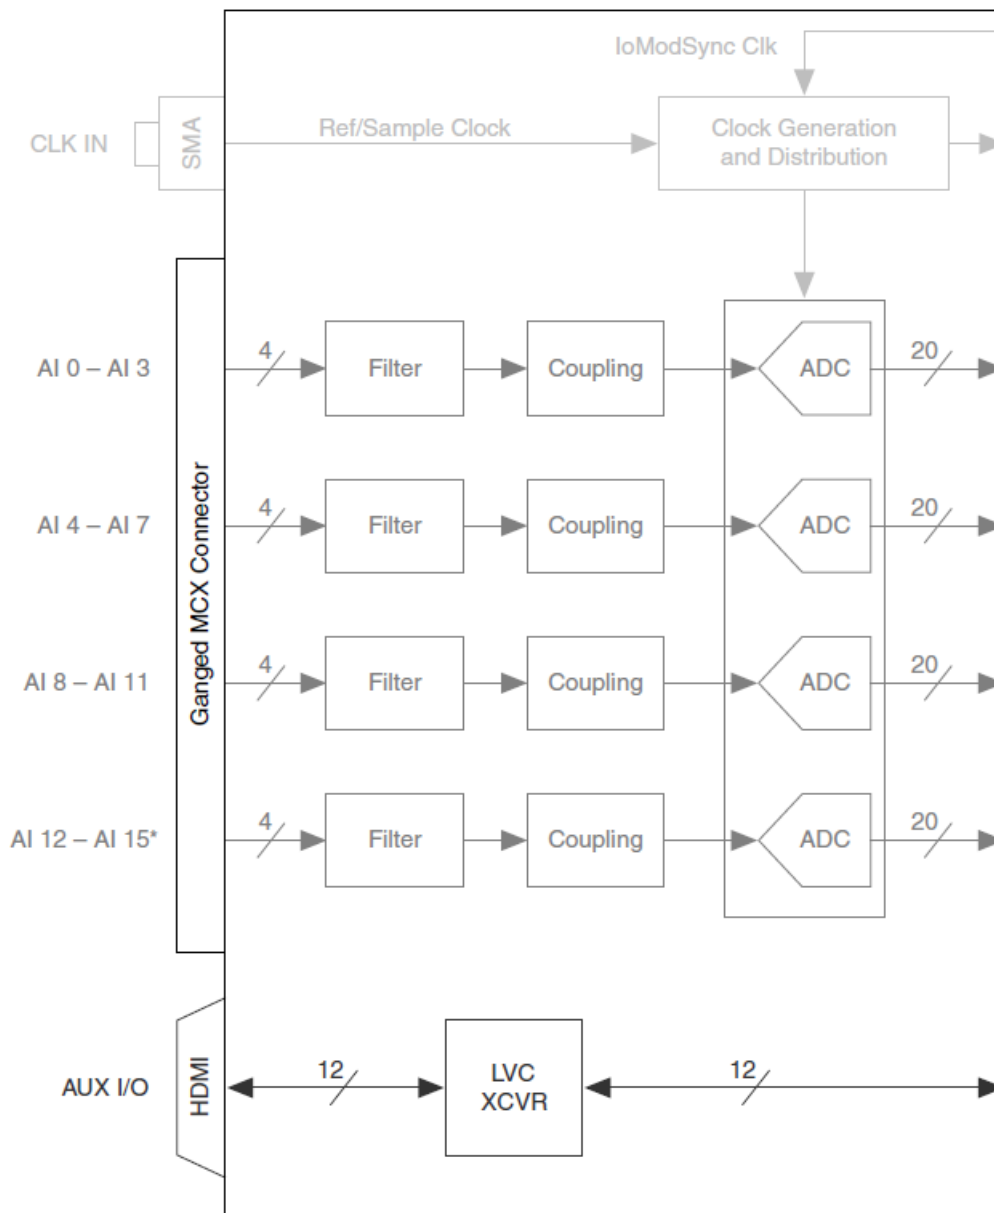 IoModSync Clk
CLK IN
SMA
Ref/Sample Clock
Clock Generation
and Distribution
Ganged MCX Connector
AI 0 – AI 3
4
Filter
Coupling
ADC
20
AI 4 – AI 7
4
Filter
Coupling
ADC
20
AI 8 – AI 11
4
Filter
Coupling
ADC
20
AI 12 – AI 15*
4
Filter
Coupling
ADC
20
AUX I/O
HDMI
12
LVC
XCVR
12